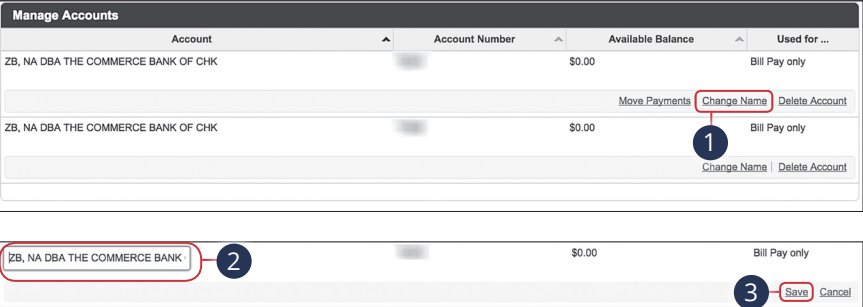 Manage Accounts
Account Account Number Available Balance Used for ...
ZB, NA DBA THE COMMERCE BANK OF CHK $0.00 Bill Pay only
Move Payments Change Name Delete Account
1
ZB, NA DBA THE COMMERCE BANK OF CHK $0.00 Bill Pay only
Change Name Delete Account
ZB, NA DBA THE COMMERCE BANK 2 $0.00 Bill Pay only
3 Save Cancel